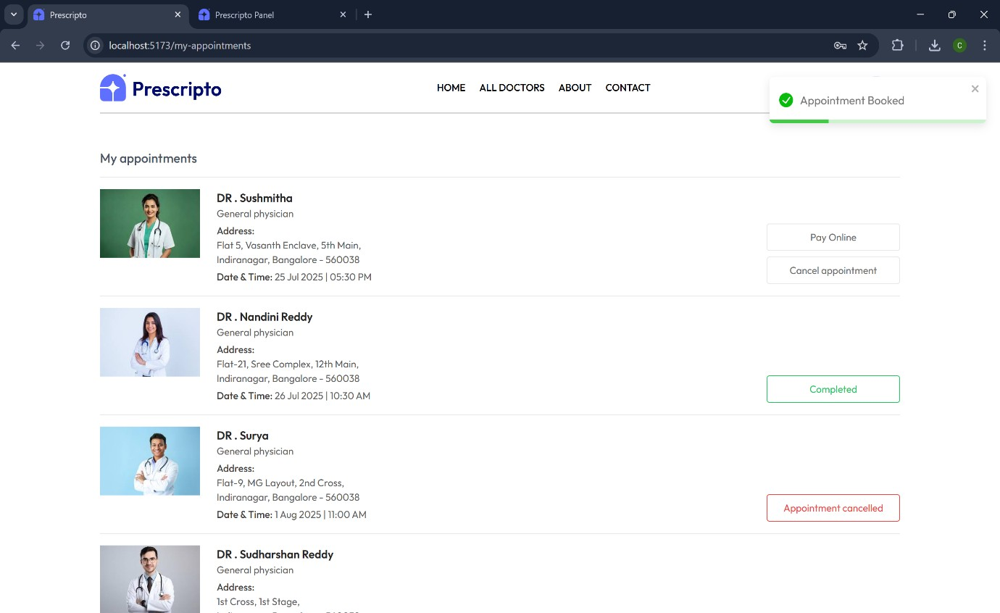 Prescripto
Prescripto Panel
localhost:5173/my-appointments
C
Prescripto
HOME ALL DOCTORS ABOUT CONTACT
Appointment Booked
My appointments
DR . Sushmitha
General physician
Address:
Flat 5, Vasanth Enclave, 5th Main,
Indiranagar, Bangalore - 560038
Date & Time: 25 Jul 2025 | 05:30 PM
Pay Online
Cancel appointment
DR . Nandini Reddy
General physician
Address:
Flat-21, Sree Complex, 12th Main,
Indiranagar, Bangalore - 560038
Date & Time: 26 Jul 2025 | 10:30 AM
Completed
DR . Surya
General physician
Address:
Flat-9, MG Layout, 2nd Cross,
Indiranagar, Bangalore - 560038
Date & Time: 1 Aug 2025 | 11:00 AM
Appointment cancelled
DR . Sudharshan Reddy
General physician
Address:
1st Cross, 1st Stage,